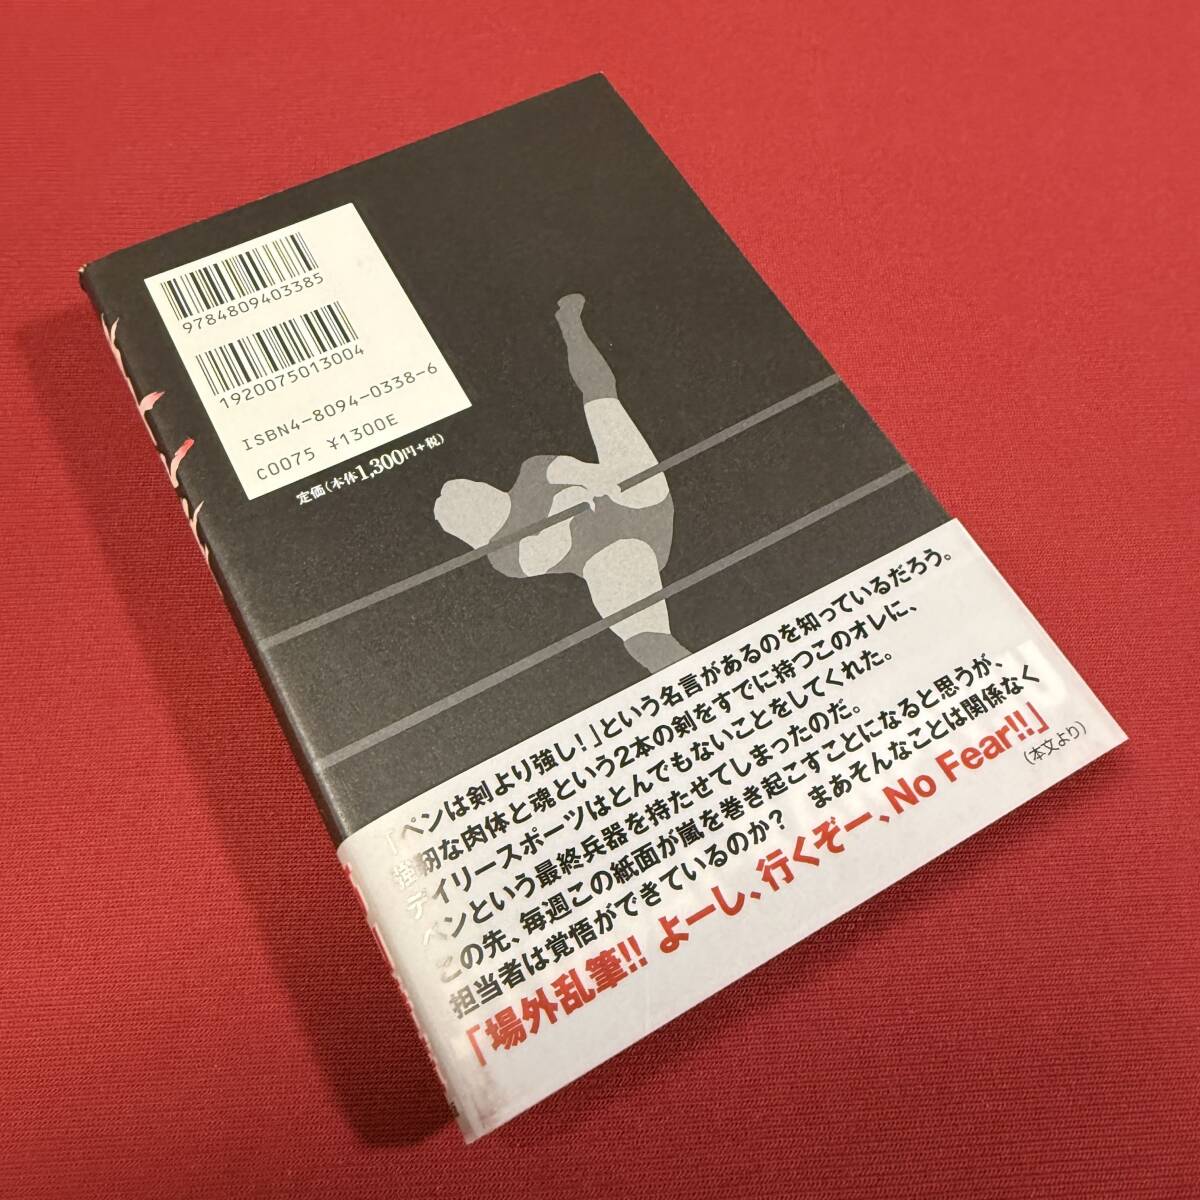 9784809403385
1920075013004
ISBN4-8094-0338-6
C0075 ¥1300E
定価(本体1,300円+税)
「ペンは剣より強し!」という名言があるのを知っているだろう。
強靭な肉体と魂という2本の剣をすでに持つこのオレに、
デイリースポーツはとんでもないことをしてくれた。
ペンという最終兵器を持たせてしまったのだ。
この先、毎週この紙面が嵐を巻き起こすことになると思うが、
担当者は覚悟ができているのか? まあそんなことは関係なく
「場外乱筆!! よーし、行くぞー、No Fear!!」
(本文より)